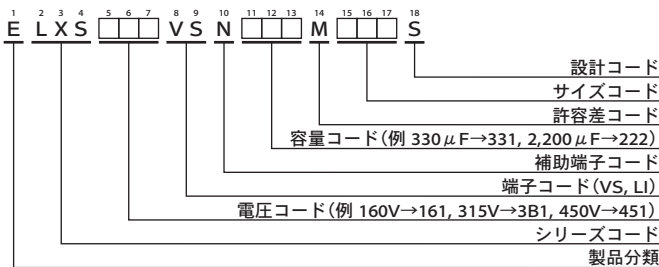 1 2 3 4 5 6 7 8 9 10 11 12 13 14 15 16 17 18
E L X S □□□ V S N □□□ M □□□ S
設計コード
サイズコード
許容差コード
容量コード(例 330μF→331, 2,200μF→222)
補助端子コード
端子コード(VS, LI)
電圧コード(例 160V→161, 315V→3B1, 450V→451)
シリーズコード
製品分類